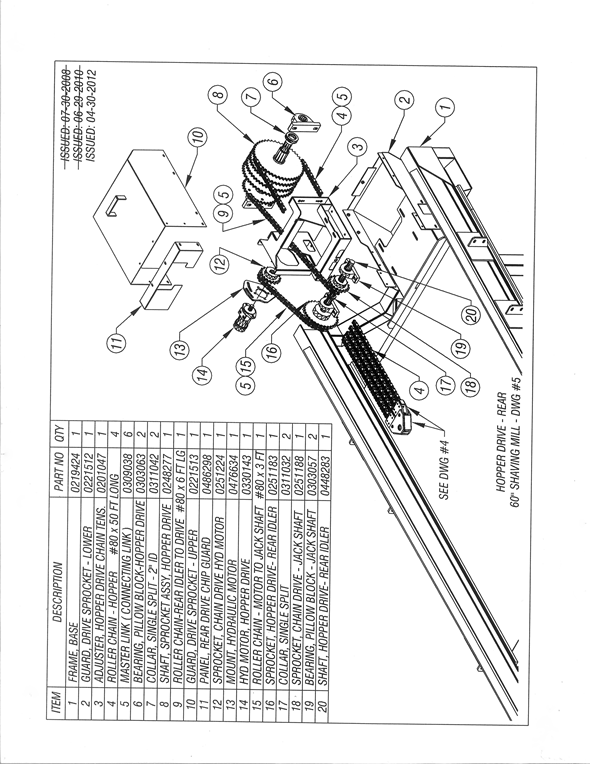 ITEM DESCRIPTION PART NO QTY
1 FRAME, BASE 0219424 1
2 GUARD, DRIVE SPROCKET - LOWER 0221512 1
3 ADJUSTER, HOPPER DRIVE CHAIN TENS. 0201047 1
4 ROLLER CHAIN - HOPPER #80 x 50 FT LONG 4
5 MASTER LINK ( CONNECTING LINK ) 0309038 6
6 BEARING, PILLOW BLOCK-HOPPER DRIVE 0303063 2
7 COLLAR, SINGLE SPLIT - 2" ID 0311042 2
8 SHAFT, SPROCKET ASSY, HOPPER DRIVE 0248277 1
9 ROLLER CHAIN-REAR IDLER TO DRIVE #80 x 6 FT LG 1
10 GUARD, DRIVE SPROCKET - UPPER 0221513 1
11 PANEL, REAR DRIVE CHIP GUARD 0486298 1
12 SPROCKET, CHAIN DRIVE HYD MOTOR 0251224 1
13 MOUNT, HYDRAULIC MOTOR 0476634 1
14 HYD MOTOR, HOPPER DRIVE 0330143 1
15 ROLLER CHAIN - MOTOR TO JACK SHAFT #80 x 3 FT 1
16 SPROCKET, HOPPER DRIVE- REAR IDLER 0251183 1
17 COLLAR, SINGLE SPLIT 0311032 2
18 SPROCKET, CHAIN DRIVE - JACK SHAFT 0251188 1
19 BEARING, PILLOW BLOCK - JACK SHAFT 0303057 2
20 SHAFT, HOPPER DRIVE- REAR IDLER 0448283 1
ISSUED: 07-30-2008
ISSUED: 06-29-2010
ISSUED: 04-30-2012
10
11
8
7
6
9 5
4 5
12
13
14
3
2
1
5 15
16
4
17
18
19
20
SEE DWG #4
HOPPER DRIVE - REAR
60" SHAVING MILL - DWG #5